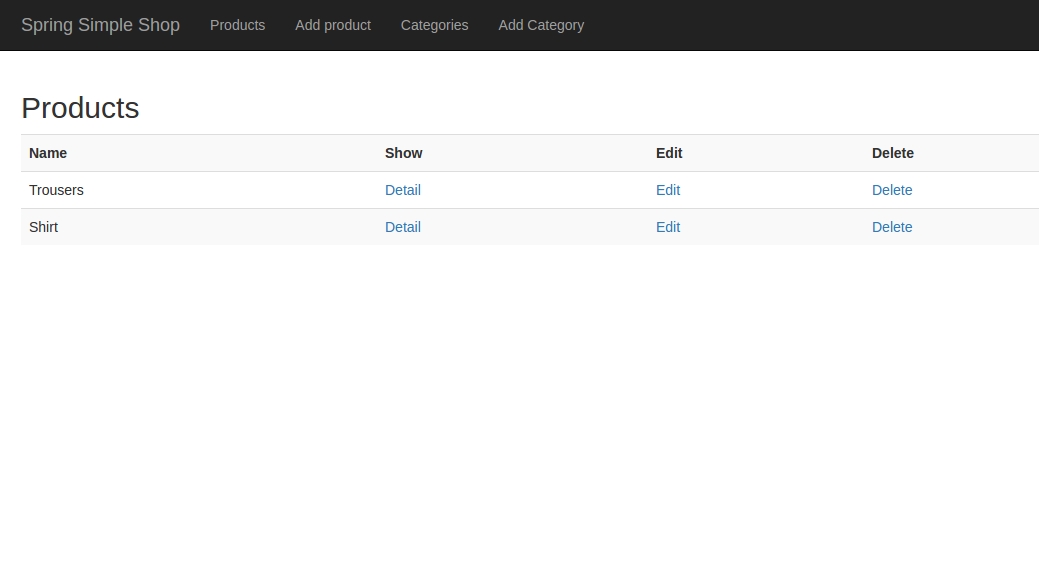 Spring Simple Shop Products Add product Categories Add Category
Products
Name Show Edit Delete
Trousers Detail Edit Delete
Shirt Detail Edit Delete